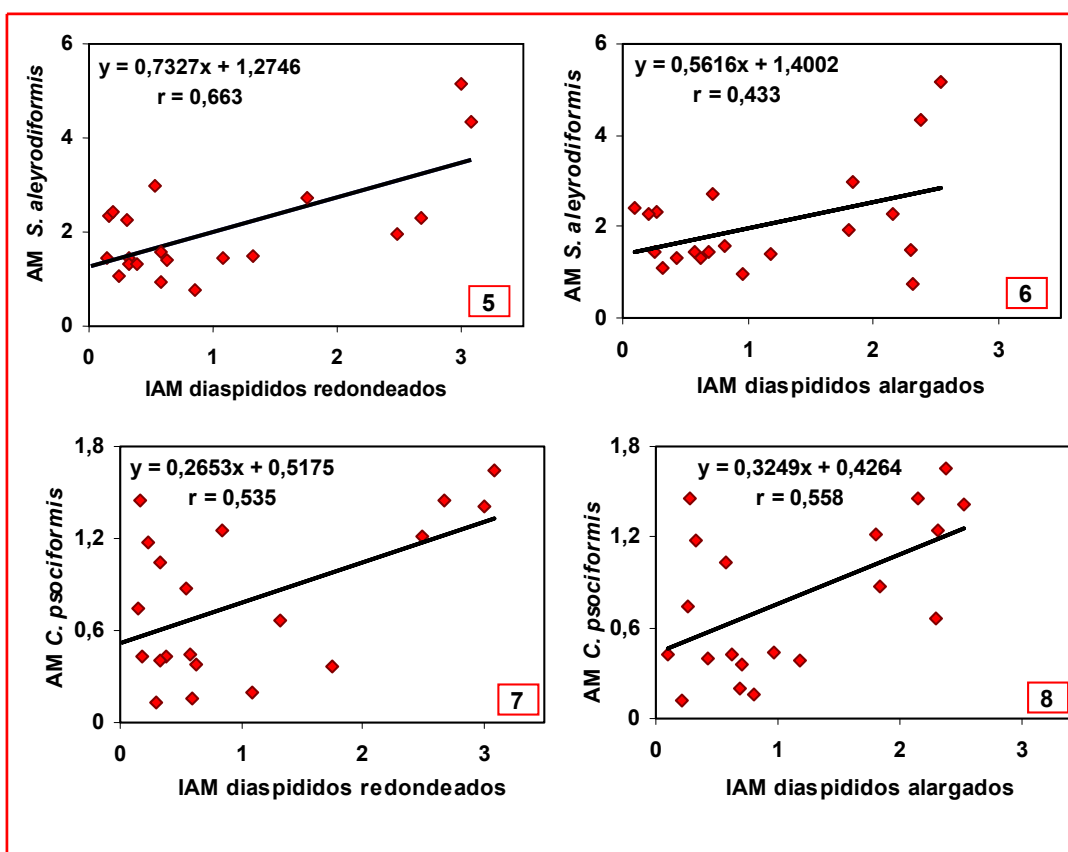 y = 0,7327x + 1,2746
r = 0,663
6
4
2
0
0 1 2 3
AM S. aleyrodiformis
IAM diaspididos redondeados
5
y = 0,5616x + 1,4002
r = 0,433
6
4
2
0
0 1 2 3
AM S. aleyrodiformis
IAM diaspididos alargados
6
y = 0,2653x + 0,5175
r = 0,535
1,8
1,2
0,6
0
0 1 2 3
AM C. psociformis
IAM diaspididos redondeados
7
y = 0,3249x + 0,4264
r = 0,558
1,8
1,2
0,6
0
0 1 2 3
AM C. psociformis
IAM diaspididos alargados
8